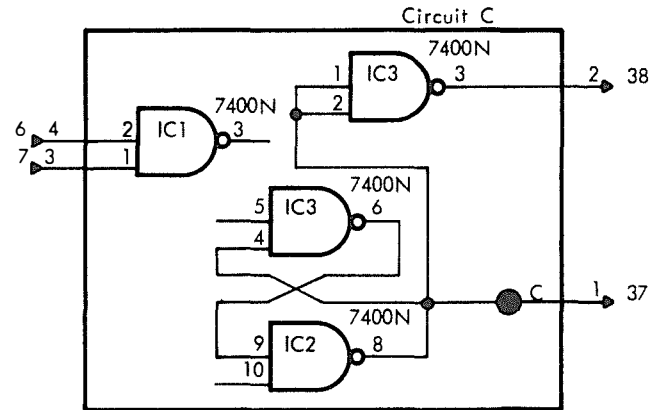 Circuit C
7400N
1 IC3 3 2 38
2
7400N
6 4 2 IC1 3
7 3 1
7400N
5 IC3 6
4
C 1 37
7400N
9 IC2 8
10